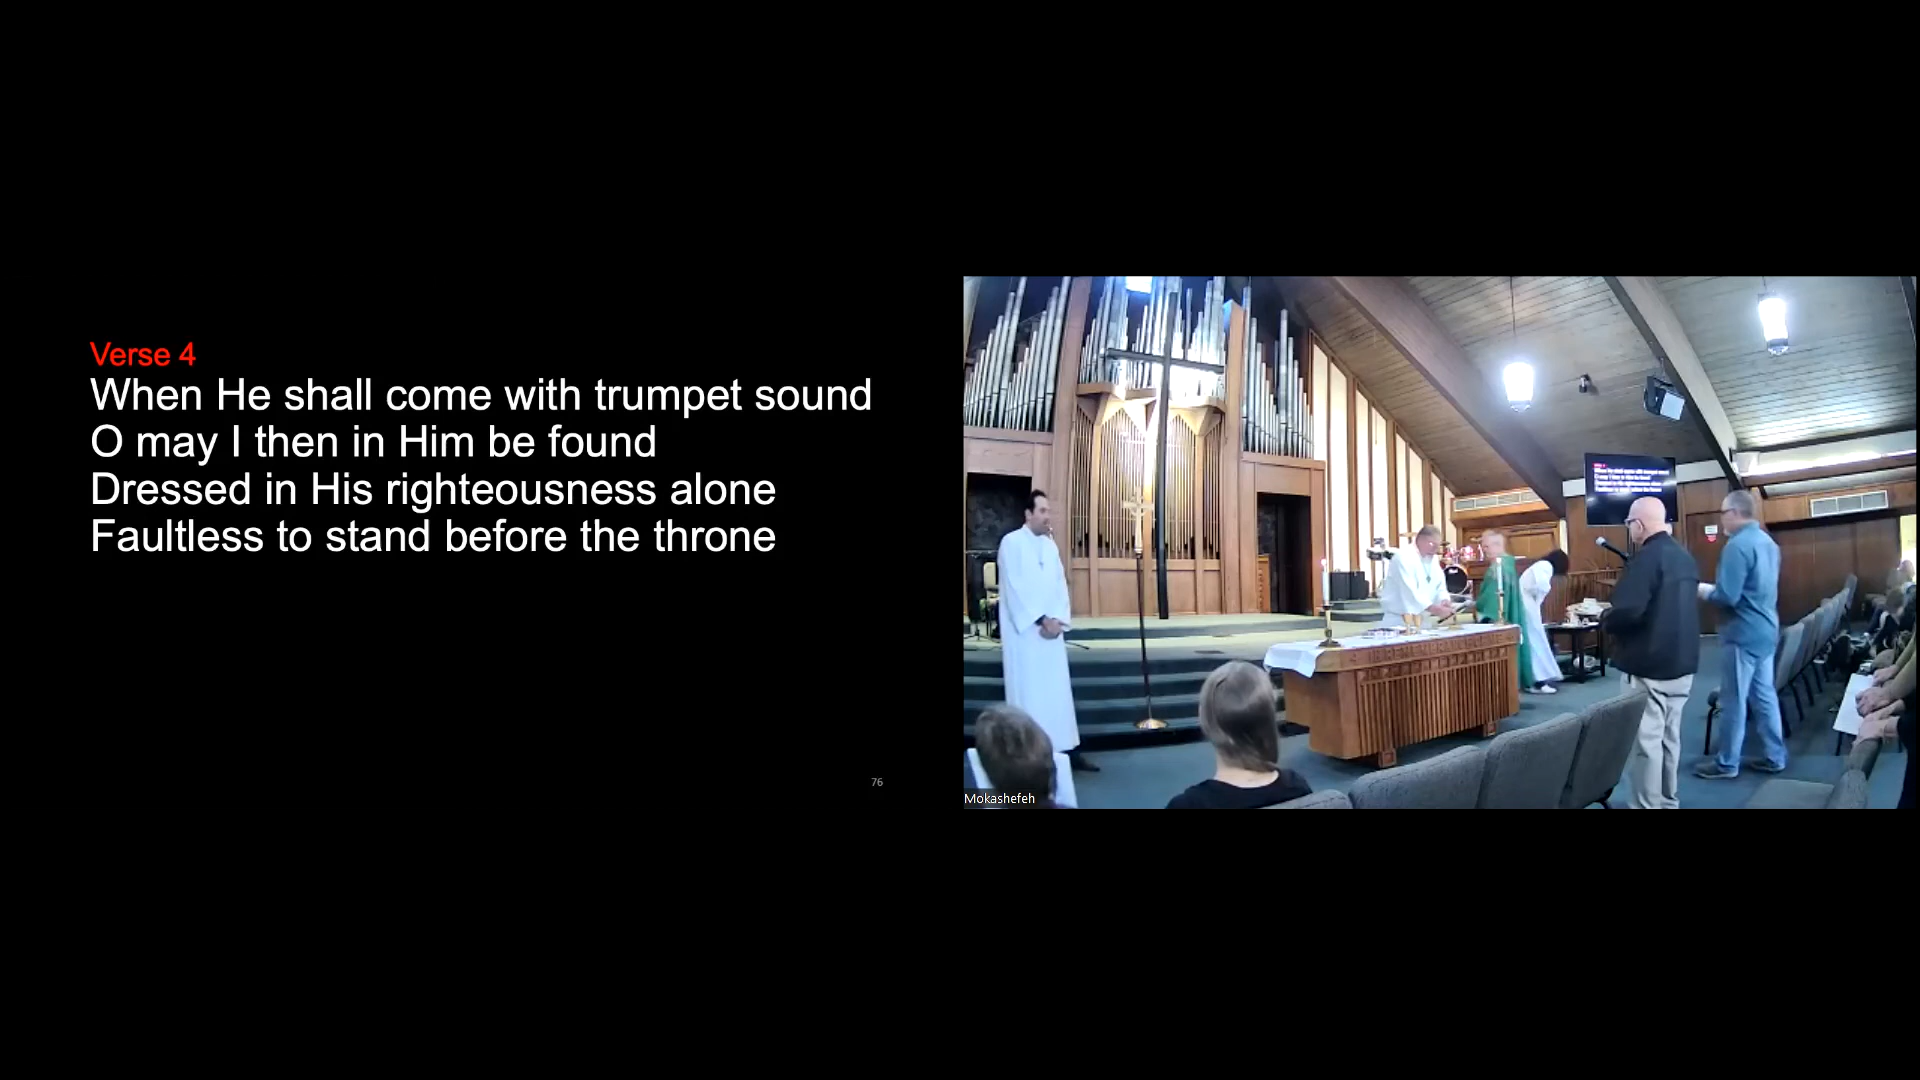 Verse 4
When He shall come with trumpet sound
O may I then in Him be found
Dressed in His righteousness alone
Faultless to stand before the throne
76
Mokashefeh